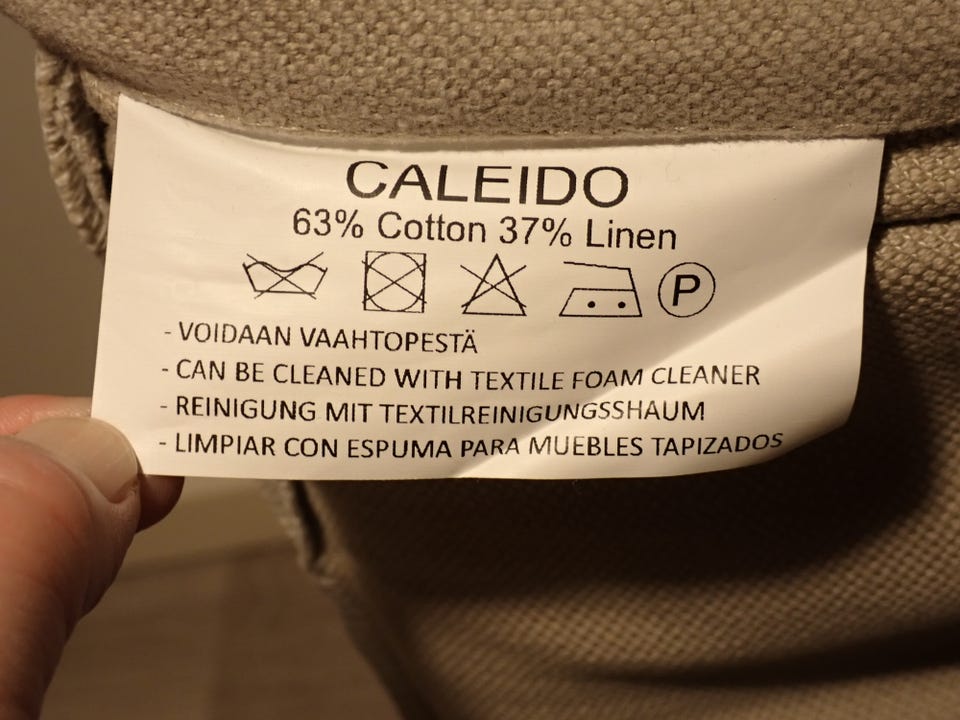 CALEIDO
63% Cotton 37% Linen
P
- VOIDAAN VAAHTOPESTÄ
- CAN BE CLEANED WITH TEXTILE FOAM CLEANER
- REINIGUNG MIT TEXTILREINIGUNGSSHAUM
- LIMPIAR CON ESPUMA PARA MUEBLES TAPIZADOS